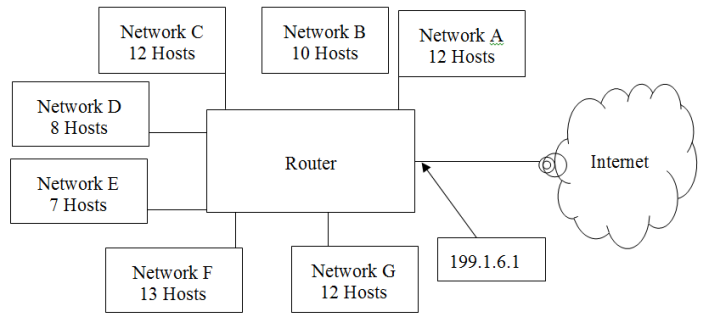 Network C
12 Hosts
Network B
10 Hosts
Network A
12 Hosts
Network D
8 Hosts
Router
Internet
Network E
7 Hosts
199.1.6.1
Network F
13 Hosts
Network G
12 Hosts